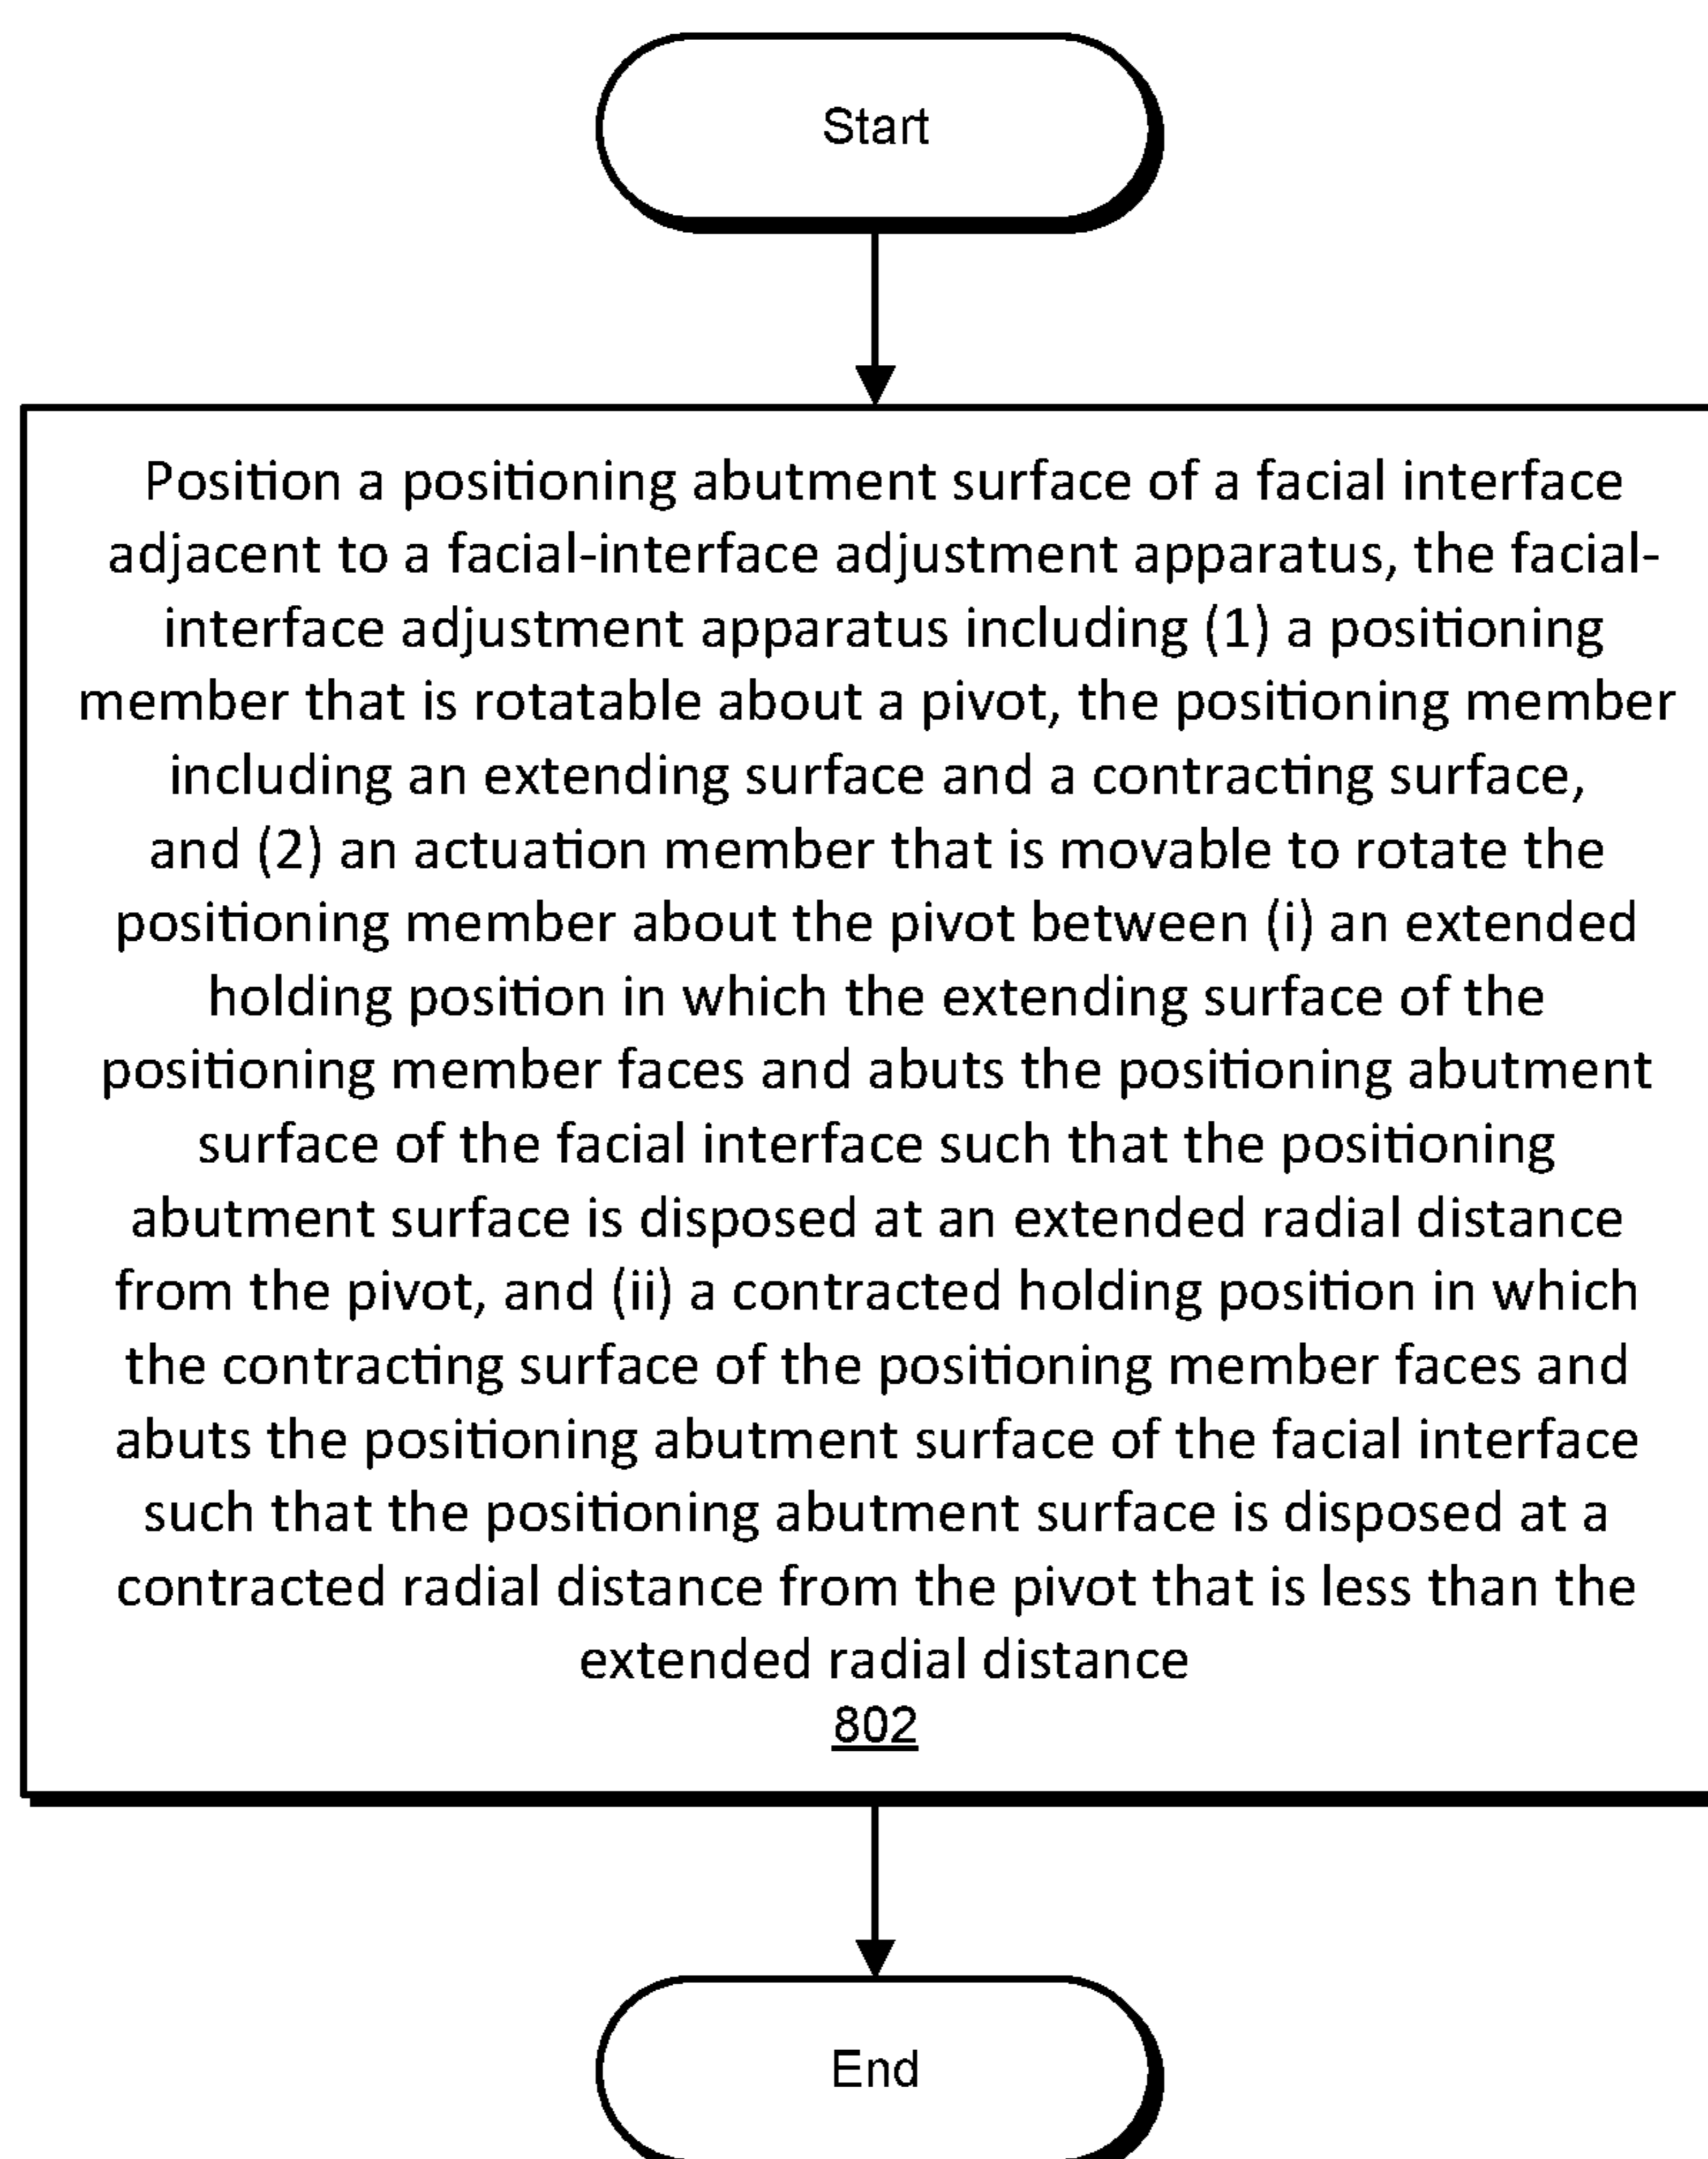 Start
Position a positioning abutment surface of a facial interface
adjacent to a facial-interface adjustment apparatus, the facial-
interface adjustment apparatus including (1) a positioning
member that is rotatable about a pivot, the positioning member
including an extending surface and a contracting surface,
and (2) an actuation member that is movable to rotate the
positioning member about the pivot between (i) an extended
holding position in which the extending surface of the
positioning member faces and abuts the positioning abutment
surface of the facial interface such that the positioning
abutment surface is disposed at an extended radial distance
from the pivot, and (ii) a contracted holding position in which
the contracting surface of the positioning member faces and
abuts the positioning abutment surface of the facial interface
such that the positioning abutment surface is disposed at a
contracted radial distance from the pivot that is less than the
extended radial distance
802
End